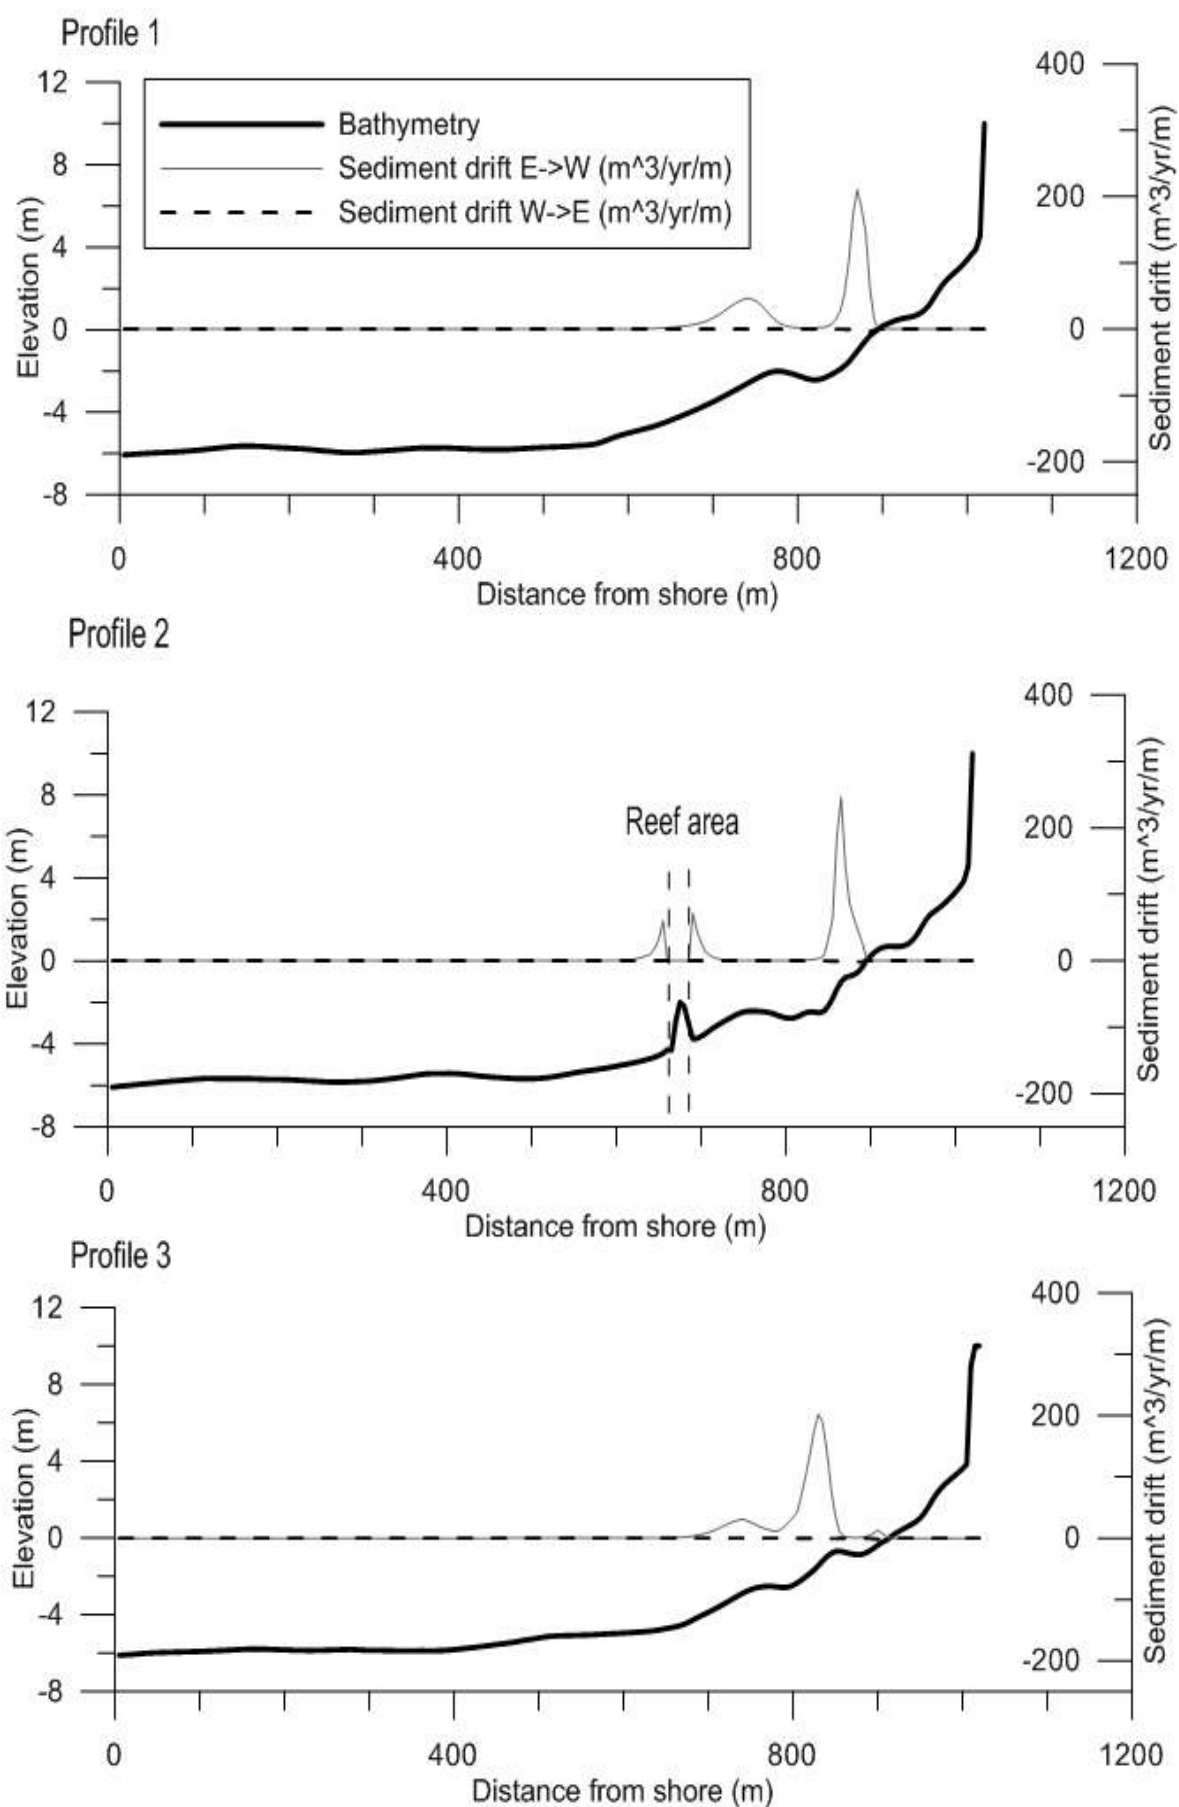 Profile 1
12
8
4
0
-4
-8
Elevation (m)
Bathymetry
Sediment drift E->W (m^3/yr/m)
Sediment drift W->E (m^3/yr/m)
400
200
0
-200
Sediment drift (m^3/yr/m)
0
400
800
1200
Distance from shore (m)
Profile 2
12
8
4
0
-4
-8
Elevation (m)
Reef area
400
200
0
-200
Sediment drift (m^3/yr/m)
0
400
800
1200
Distance from shore (m)
Profile 3
12
8
4
0
-4
-8
Elevation (m)
400
200
0
-200
Sediment drift (m^3/yr/m)
0
400
800
1200
Distance from shore (m)